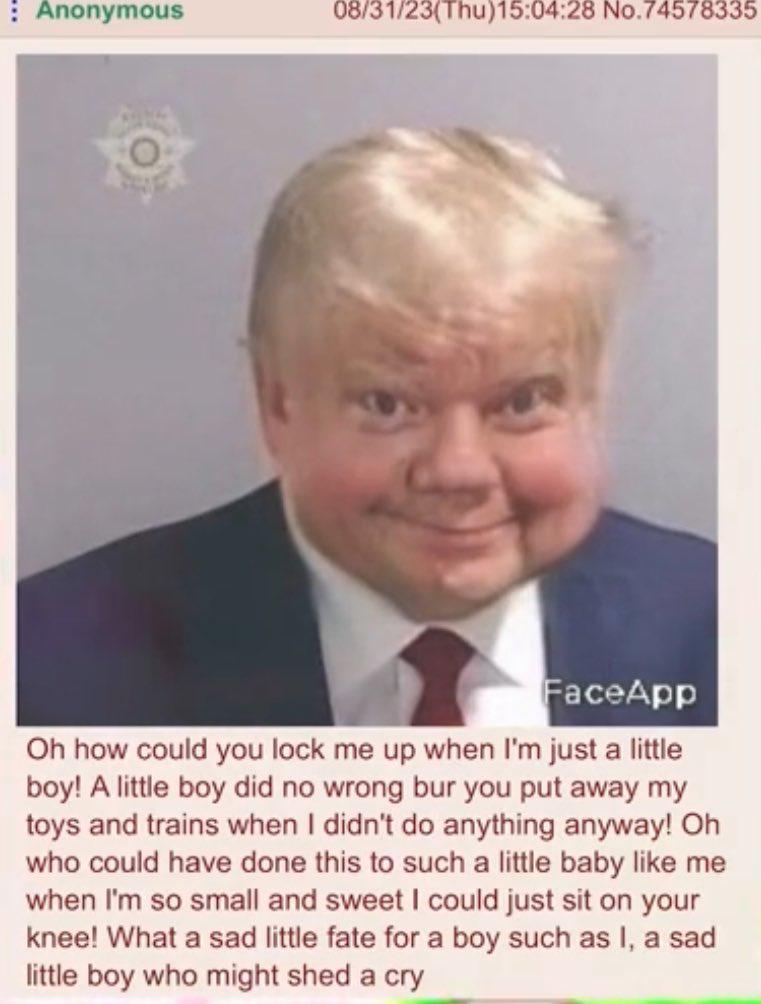 Anonymous 08/31/23(Thu)15:04:28 No.74578335
FaceApp
Oh how could you lock me up when I'm just a little
boy! A little boy did no wrong bur you put away my
toys and trains when I didn't do anything anyway! Oh
who could have done this to such a little baby like me
when I'm so small and sweet I could just sit on your
knee! What a sad little fate for a boy such as I, a sad
little boy who might shed a cry